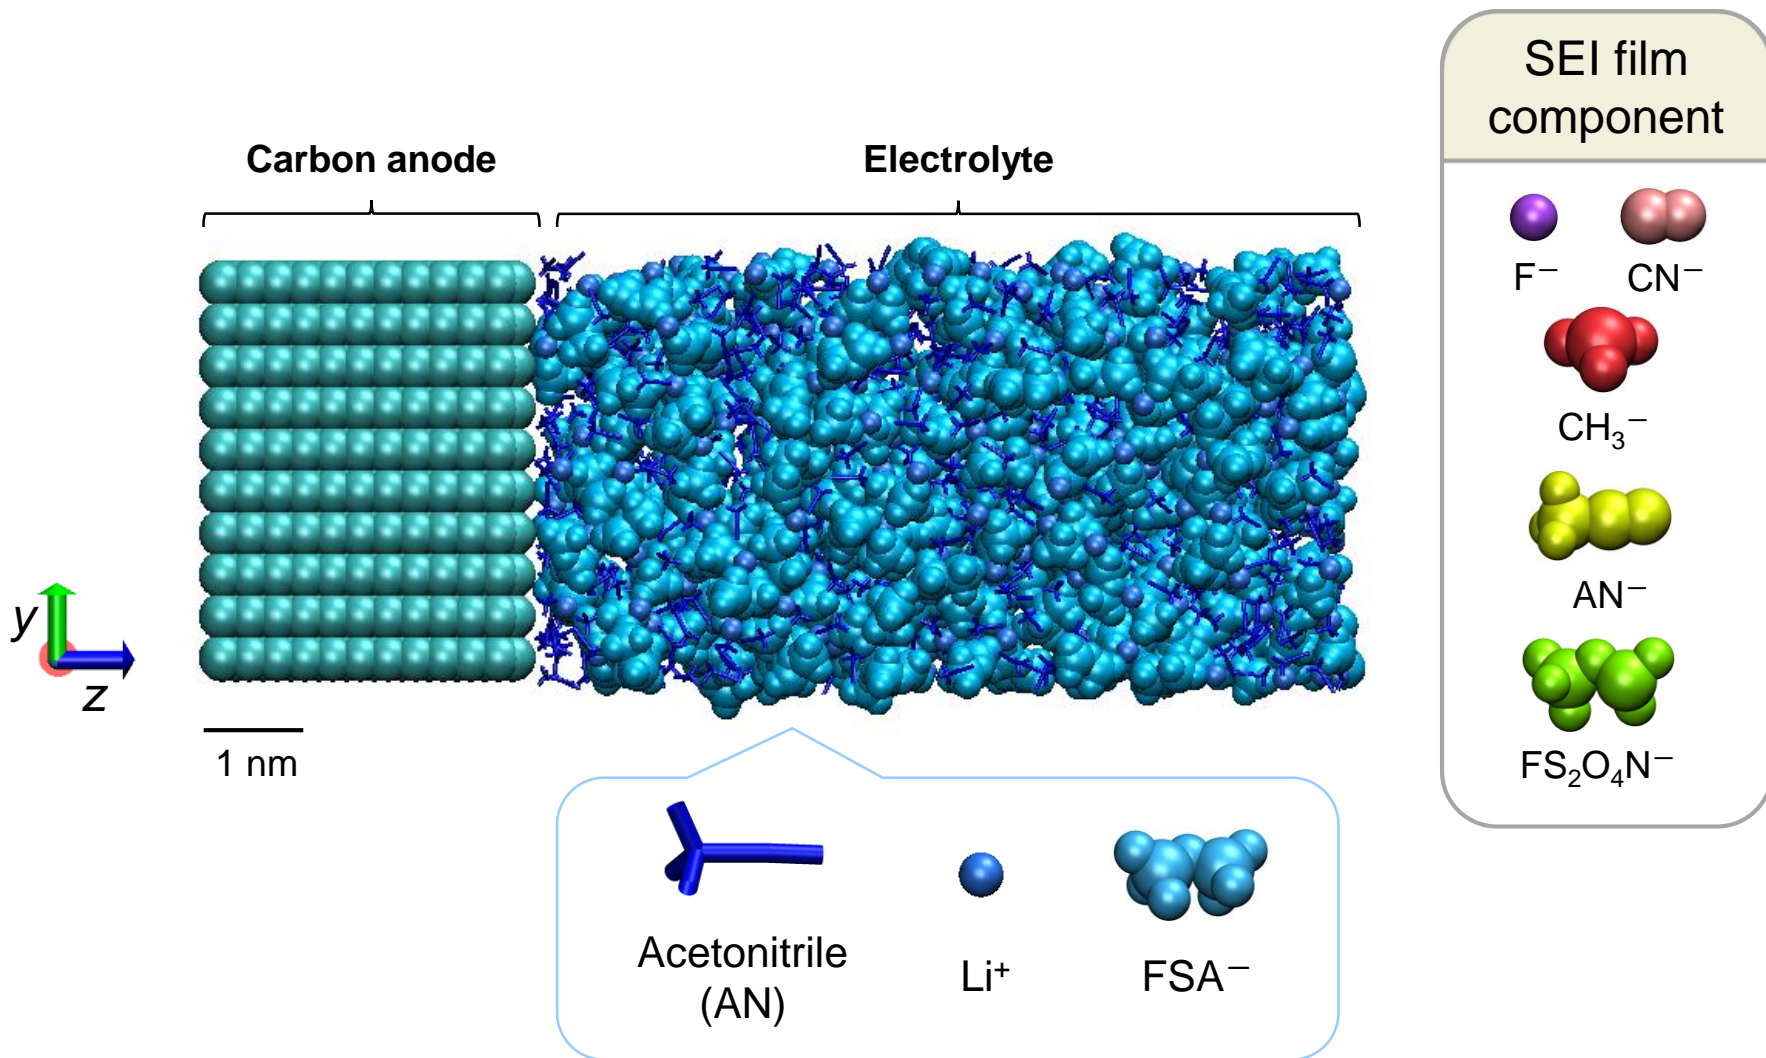 SEI film
component
Carbon anode
Electrolyte
F⁻
CN⁻
CH₃⁻
AN⁻
FS₂O₄N⁻
y
z
1 nm
Acetonitrile
(AN)
Li⁺
FSA⁻